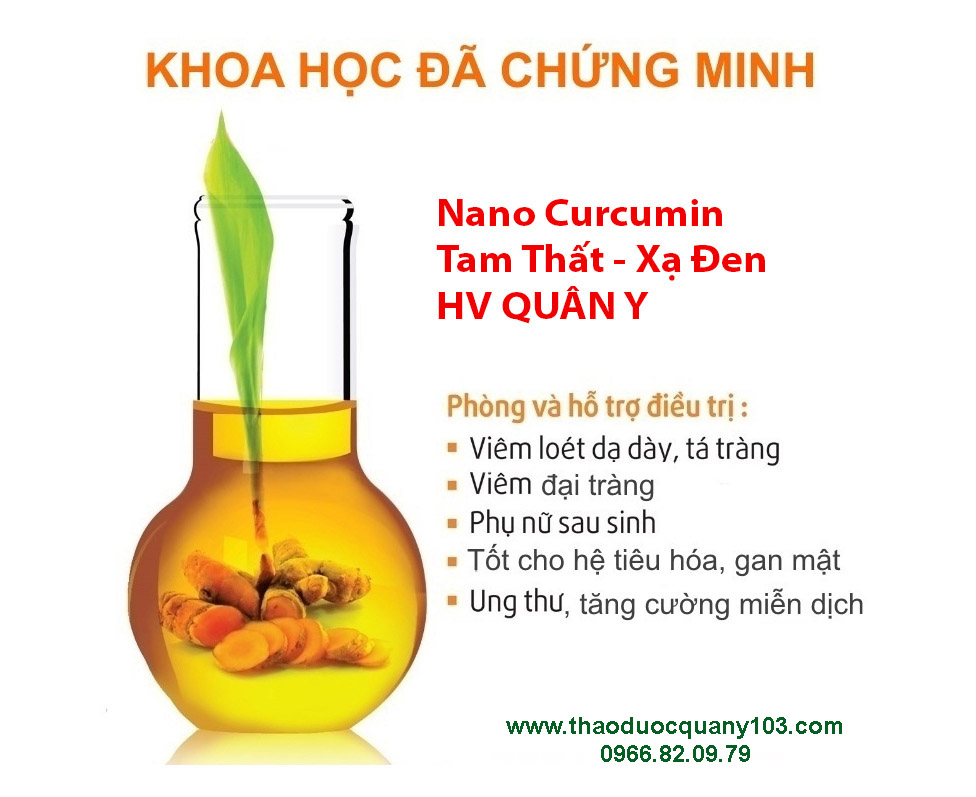 KHOA HỌC ĐÃ CHỨNG MINH
Nano Curcumin
Tam Thất - Xạ Đen
HV QUÂN Y
Phòng và hỗ trợ điều trị :
▪ Viêm loét dạ dày, tá tràng
▪ Viêm đại tràng
▪ Phụ nữ sau sinh
▪ Tốt cho hệ tiêu hóa, gan mật
▪ Ung thư, tăng cường miễn dịch
www.thaoduocquany103.com
0966.82.09.79